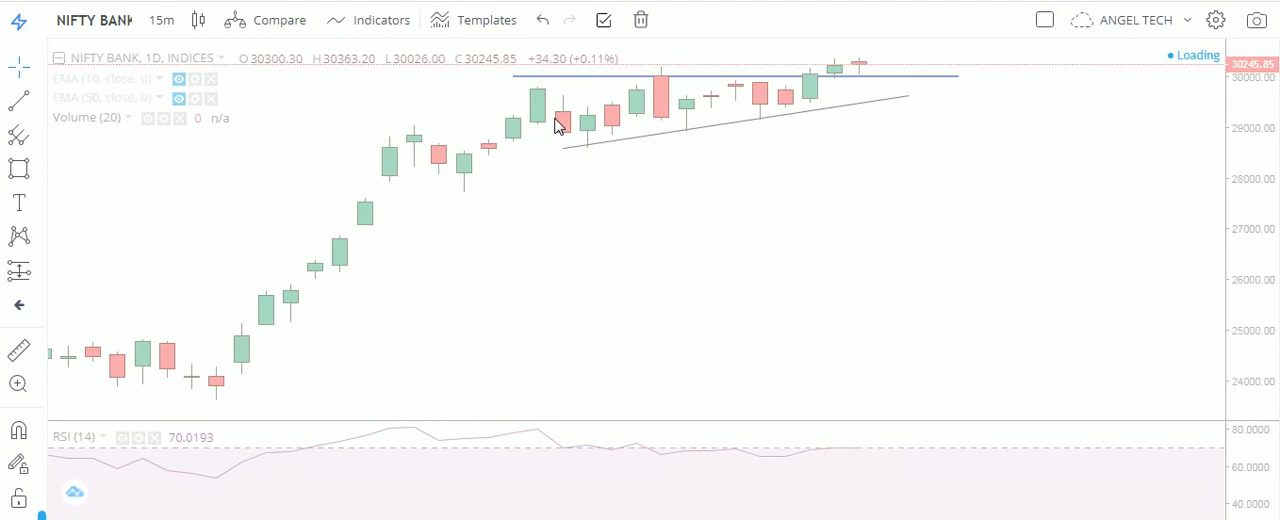 NIFTY BANK 15m Compare Indicators Templates ANGEL TECH
NIFTY BANK, 1D, INDICES O 30300.30 H 30363.20 L 30026.00 C 30245.85 +34.30 (+0.11%)
Loading
30245.85
EMA (10, close, 0)
30000.00
EMA (50, close, 0)
Volume (20) 0 n/a
29000.00
28000.00
27000.00
26000.00
25000.00
24000.00
RSI (14) 70.0193
80.0000
60.0000
40.0000
T